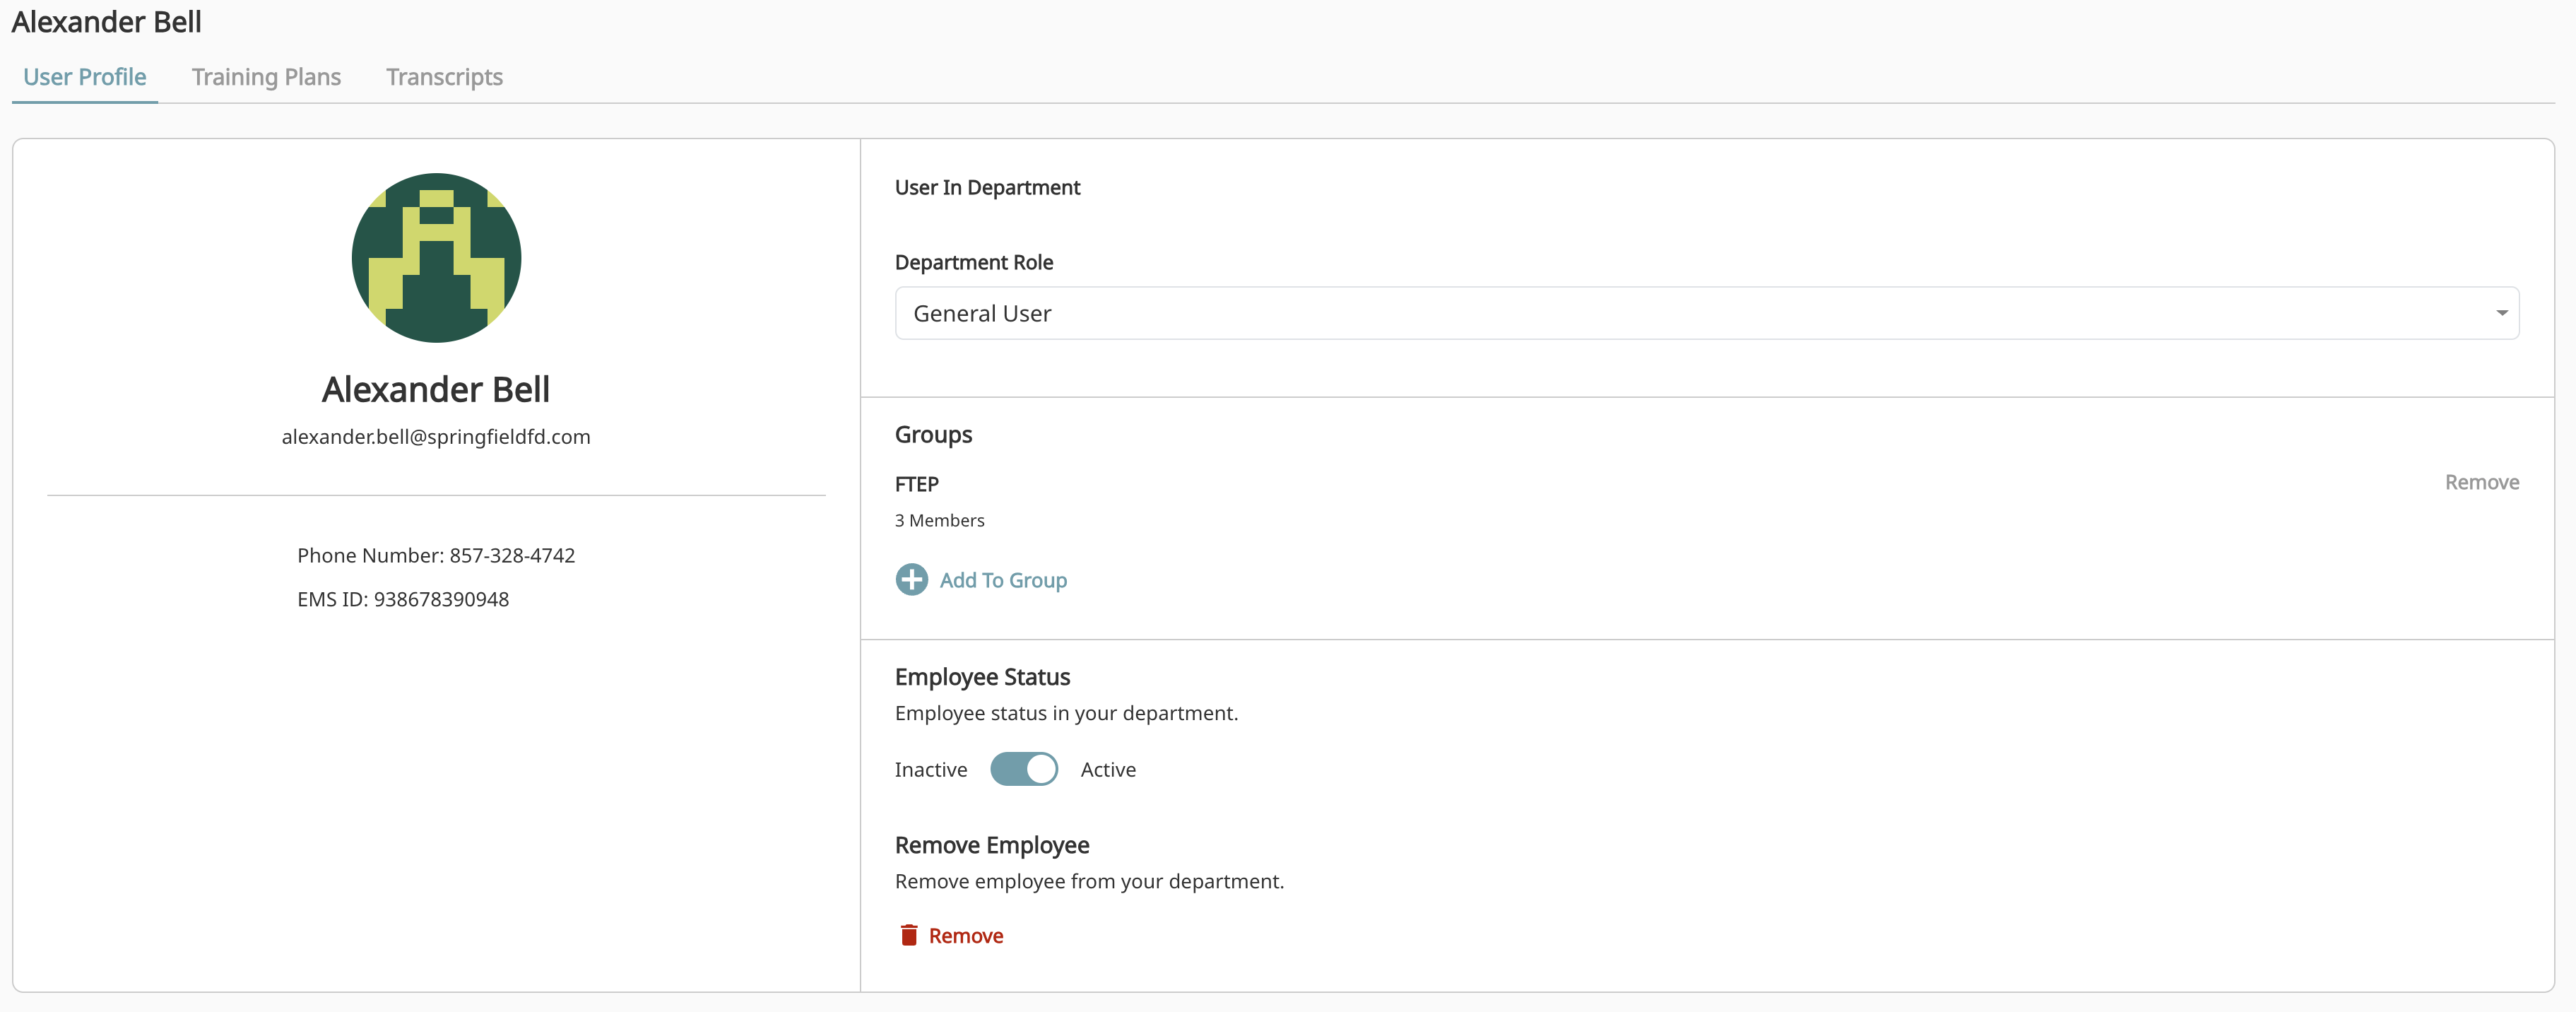 Alexander Bell
User Profile
Training Plans
Transcripts
Alexander Bell
alexander.bell@springfieldfd.com
Phone Number: 857-328-4742
EMS ID: 938678390948
User In Department
Department Role
General User
Groups
FTEP
Remove
3 Members
Add To Group
Employee Status
Employee status in your department.
Inactive
Active
Remove Employee
Remove employee from your department.
Remove